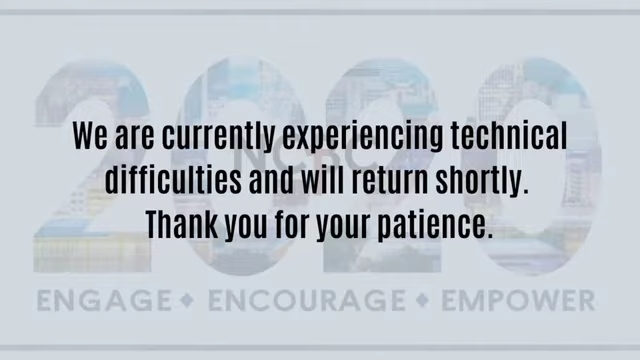 2020
NCBC
We are currently experiencing technical
difficulties and will return shortly.
Thank you for your patience.
ENGAGE ◆ ENCOURAGE ◆ EMPOWER